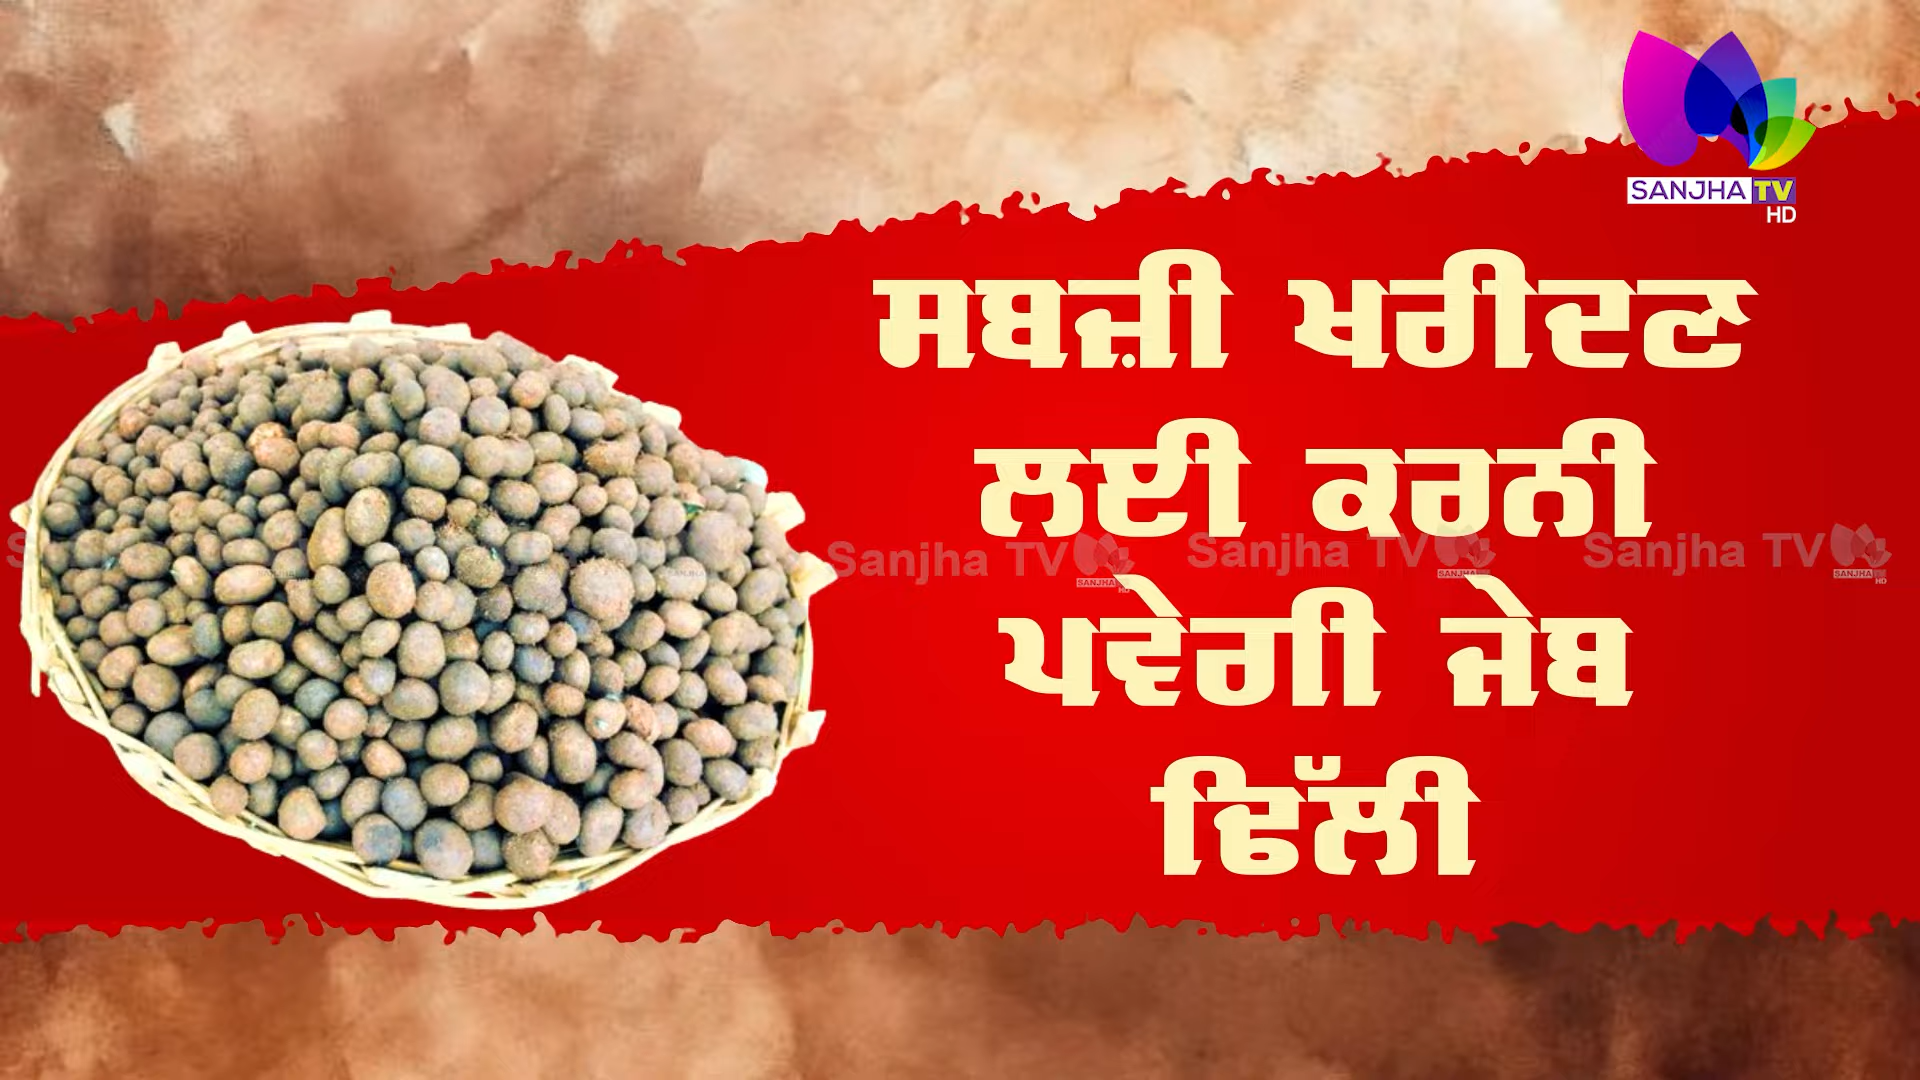 SANJHA TV
HD
ਸਬਜ਼ੀ ਖਰੀਦਣ
ਲਈ ਕਰਨੀ
ਪਵੇਗੀ ਜੇਬ
ਢਿੱਲੀ
Sanjha TV Sanjha TV Sanjha TV